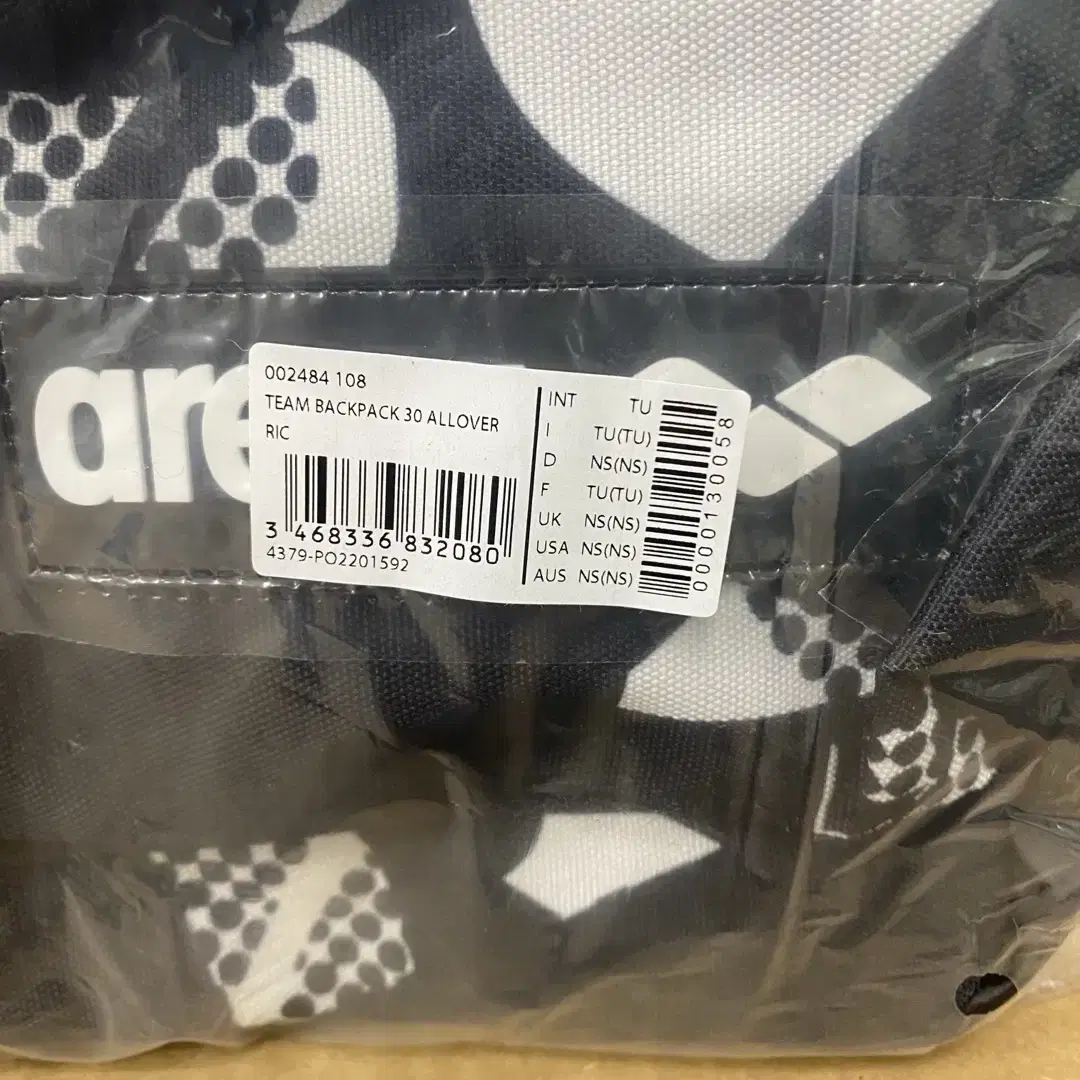 are
002484 108
TEAM BACKPACK 30 ALLOVER
RIC
3 468336 832080
4379-PO2201592
INT TU
I TU(TU)
D NS(NS)
F TU(TU)
UK NS(NS)
USA NS(NS)
AUS NS(NS)
000001300058